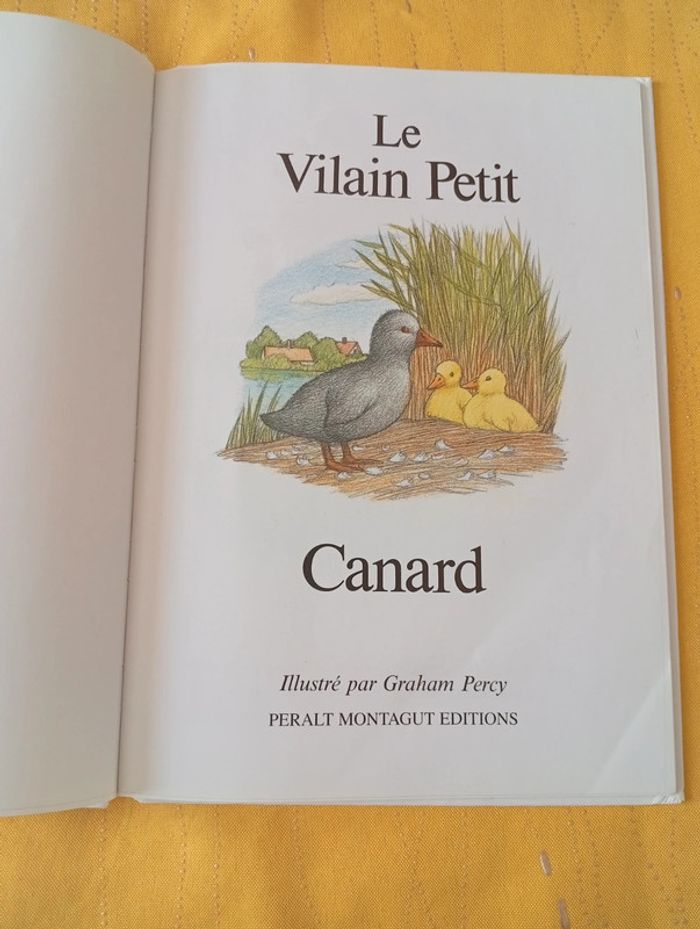 Le
Vilain Petit
Canard
Illustré par Graham Percy
PERALT MONTAGUT EDITIONS